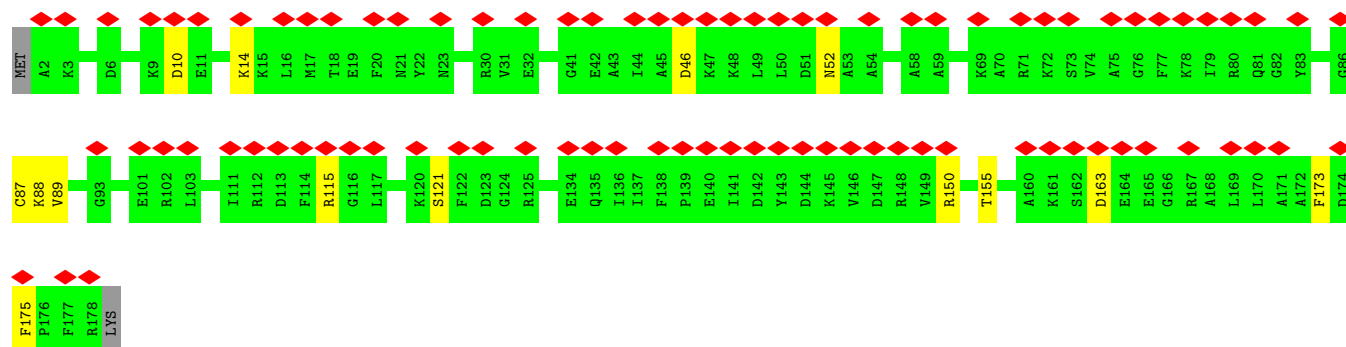 MET A2 K3 D6 K9 D10 E11 K14 K15 L16 M17 T18 E19 F20 N21 Y22 N23 R30 V31 E32 G41 E42 A43 I44 A45 D46 K47 K48 L49 L50 D51 N52 A53 A54 A58 A59 K69 A70 R71 K72 S73 V74 A75 G76 F77 K78 I79 R80 Q81 G82 Y83 G86
C87 K88 V89 G93 E101 R102 L103 I111 R112 D113 F114 R115 G116 L117 K120 S121 F122 D123 G124 R125 E134 Q135 I136 I137 F138 P139 E140 I141 D142 Y143 D144 K145 V146 D147 R148 V149 R150 T155 A160 K161 S162 D163 E164 E165 G166 R167 A168 L169 L170 A171 A172 F173 D174
F175 P176 F177 R178 LYS